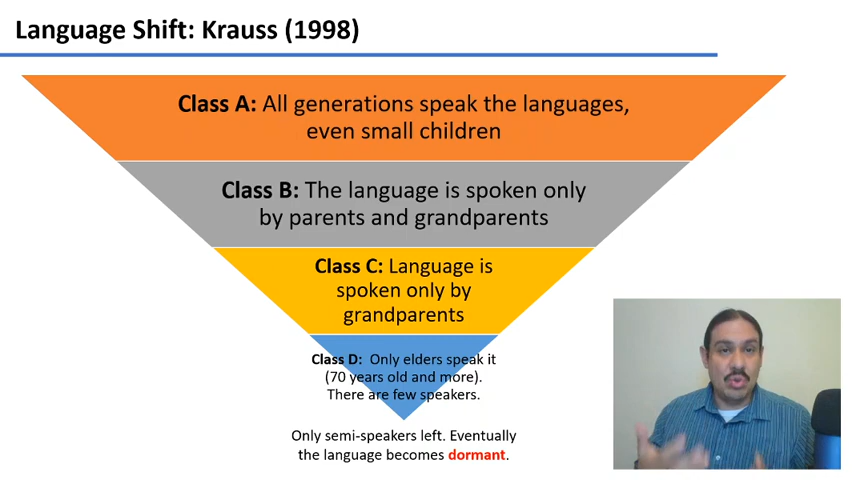 Language Shift: Krauss (1998)
Class A: All generations speak the languages,
even small children
Class B: The language is spoken only
by parents and grandparents
Class C: Language is
spoken only by
grandparents
Class D: Only elders speak it
(70 years old and more).
There are few speakers.
Only semi-speakers left. Eventually
the language becomes dormant.